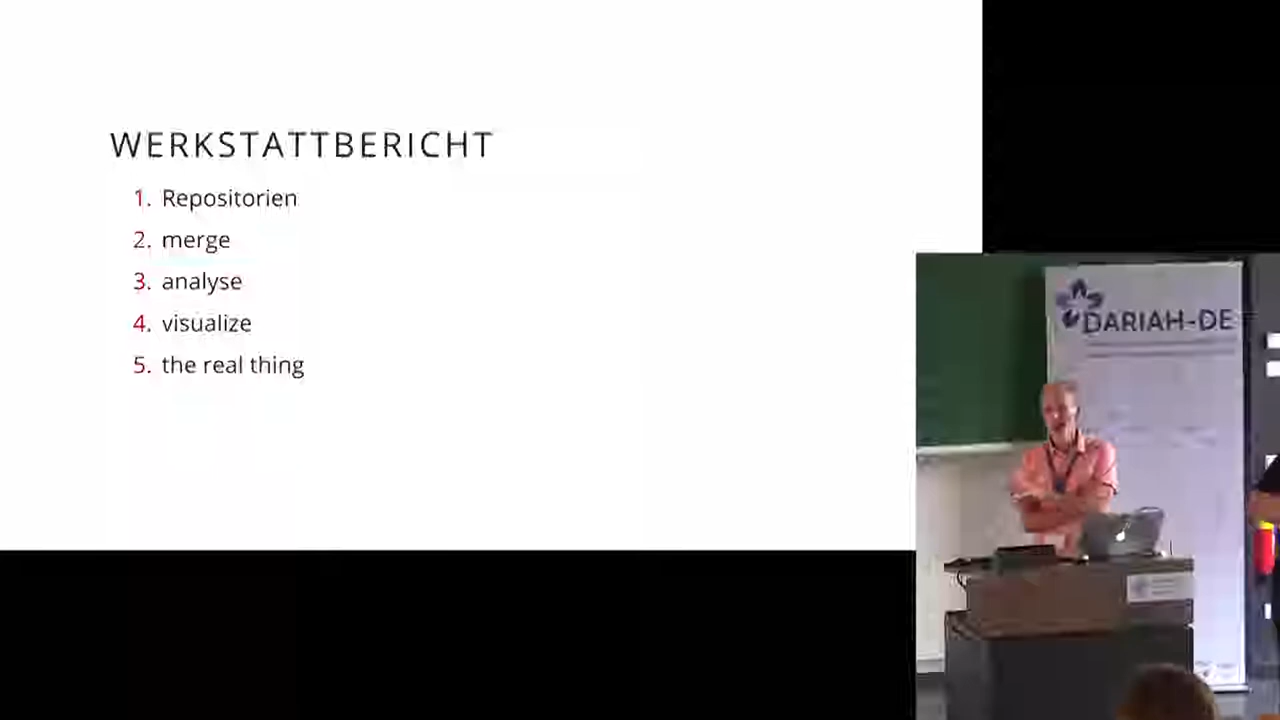 WERKSTATTBERICHT
1. Repositorien
2. merge
3. analyse
4. visualize
5. the real thing
DARIAH-DE